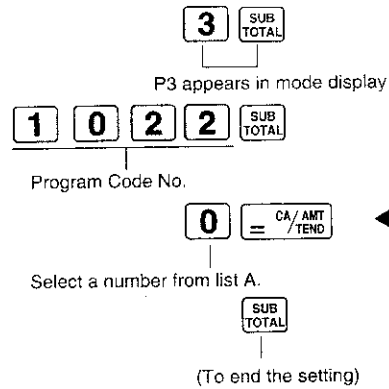 3 SUB TOTAL
P3 appears in mode display
1 0 2 2 SUB TOTAL
Program Code No.
0 = CA/AMT TEND
Select a number from list A.
SUB TOTAL
(To end the setting)